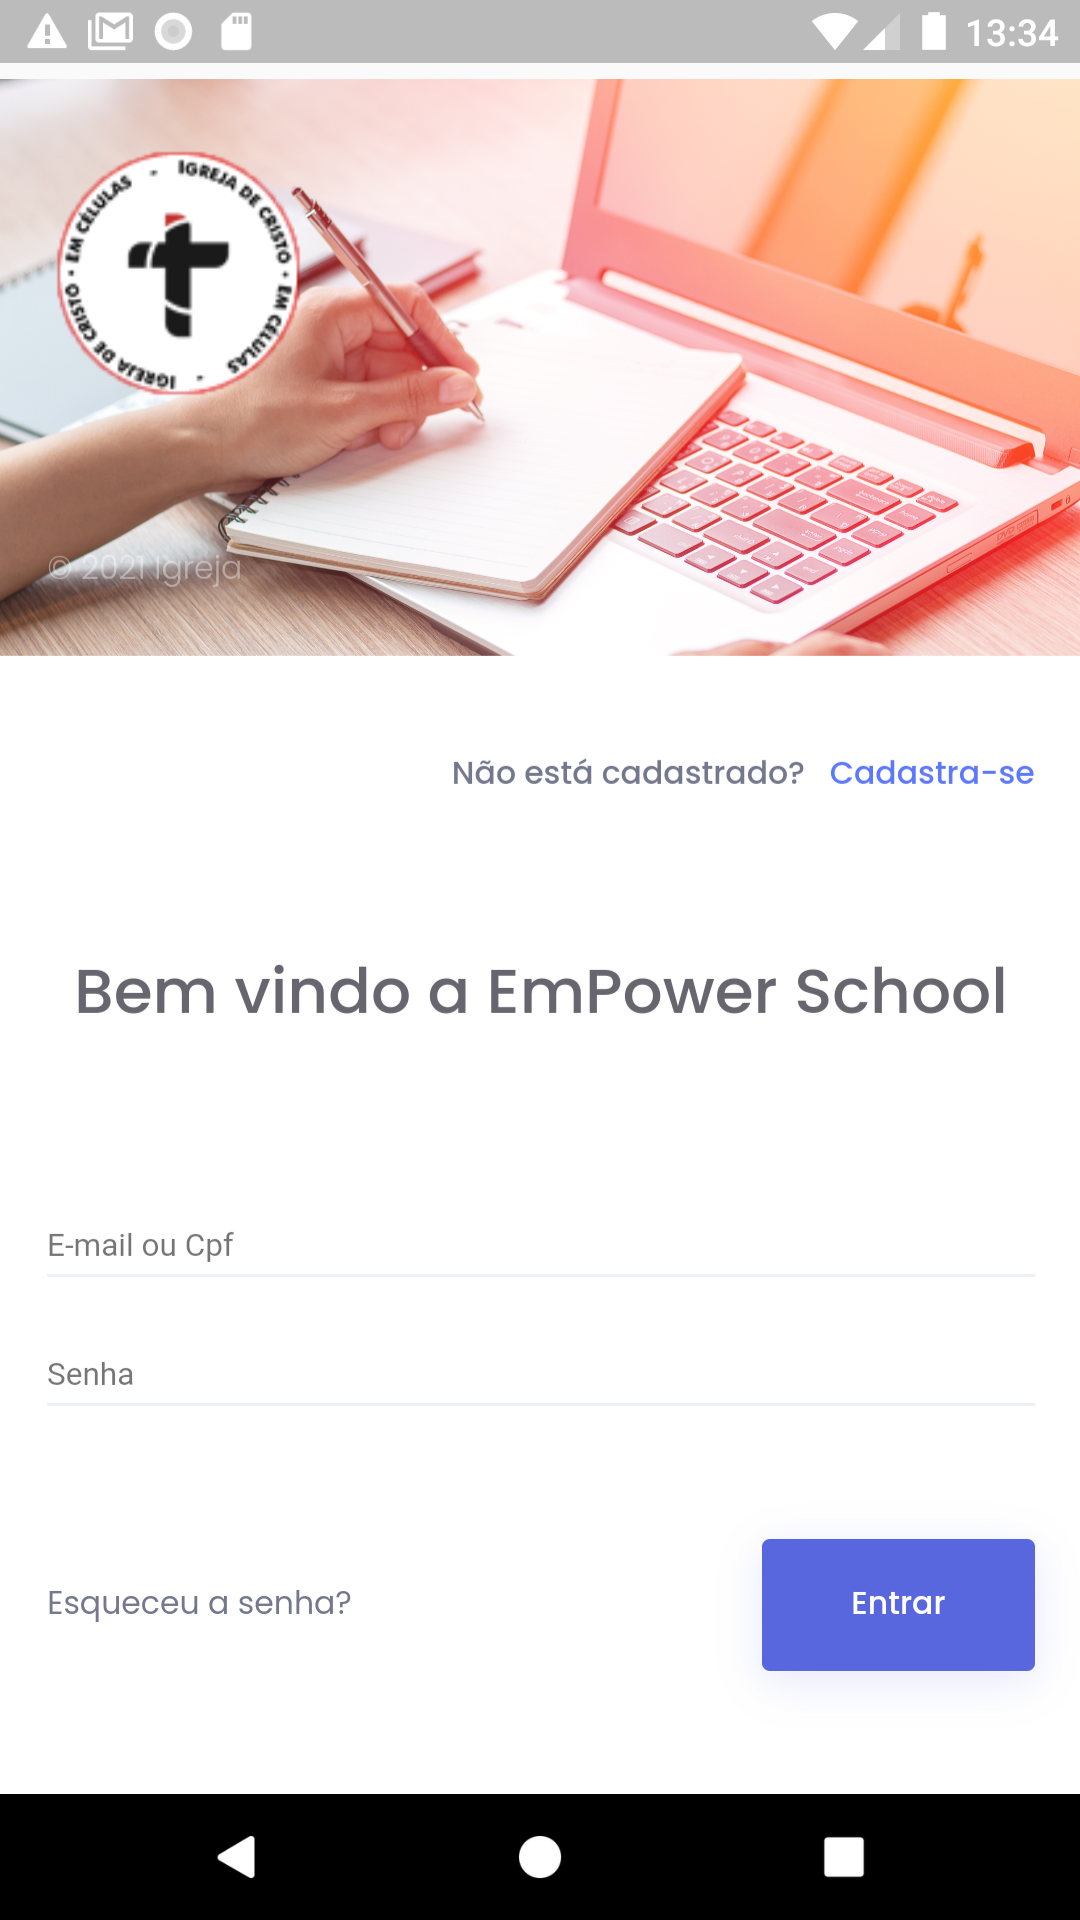 13:34
IGREJA DE CRISTO · EM CÉLULAS - IGREJA DE CRISTO · EM CÉLULAS -
© 2021 Igreja
Não está cadastrado? Cadastra-se
Bem vindo a EmPower School
E-mail ou Cpf
Senha
Esqueceu a senha?
Entrar